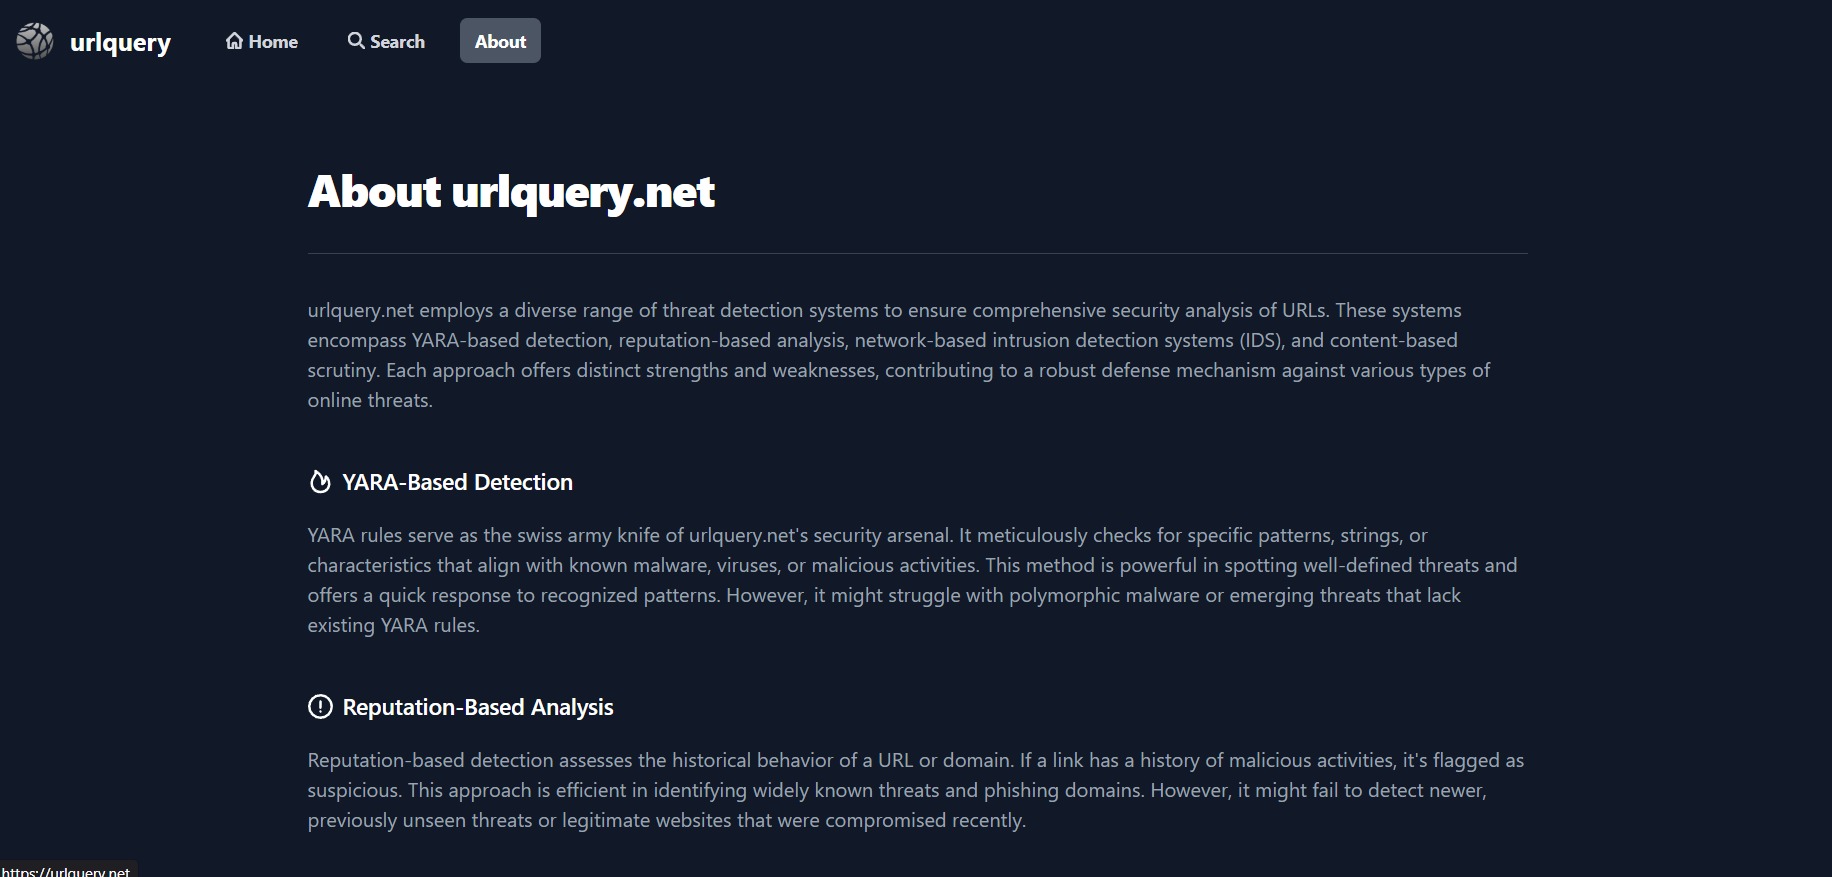 urlquery
Home
Search
About
About urlquery.net
urlquery.net employs a diverse range of threat detection systems to ensure comprehensive security analysis of URLs. These systems
encompass YARA-based detection, reputation-based analysis, network-based intrusion detection systems (IDS), and content-based
scrutiny. Each approach offers distinct strengths and weaknesses, contributing to a robust defense mechanism against various types of
online threats.
YARA-Based Detection
YARA rules serve as the swiss army knife of urlquery.net's security arsenal. It meticulously checks for specific patterns, strings, or
characteristics that align with known malware, viruses, or malicious activities. This method is powerful in spotting well-defined threats and
offers a quick response to recognized patterns. However, it might struggle with polymorphic malware or emerging threats that lack
existing YARA rules.
Reputation-Based Analysis
Reputation-based detection assesses the historical behavior of a URL or domain. If a link has a history of malicious activities, it's flagged as
suspicious. This approach is efficient in identifying widely known threats and phishing domains. However, it might fail to detect newer,
previously unseen threats or legitimate websites that were compromised recently.
https://urlquery.net